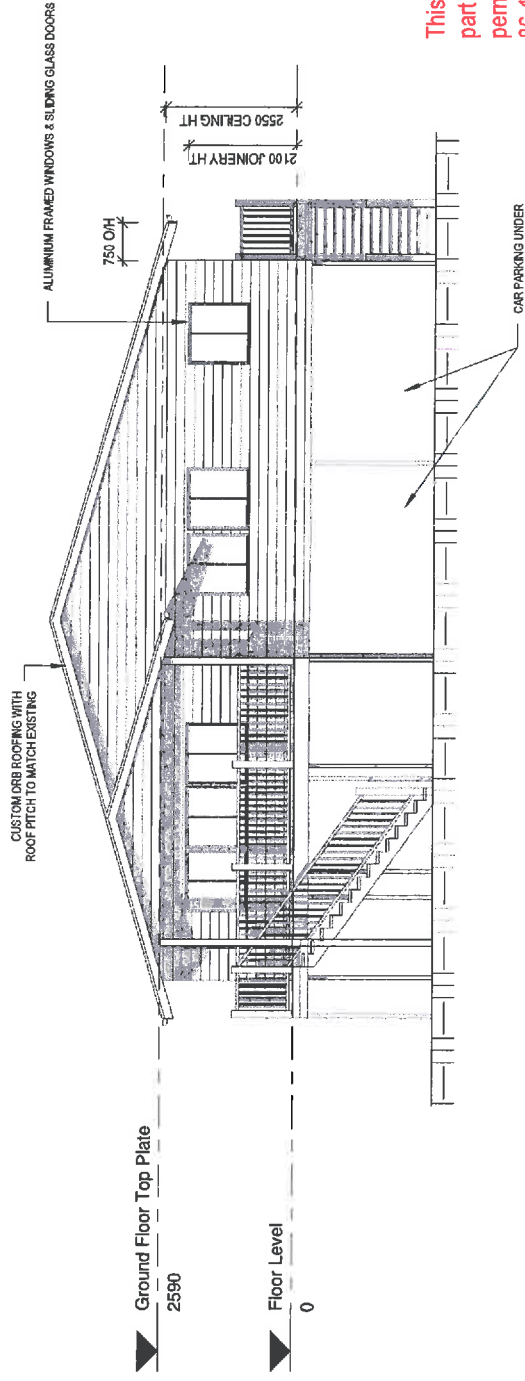 CUSTOM ORB ROOFING WITH
ROOF PITCH TO MATCH EXISTING
ALUMINIUM FRAMED WINDOWS & SLIDING GLASS DOORS
750 O/H
2100 JOINERY HT
2550 CEILING HT
Ground Floor Top Plate
2590
Floor Level
0
CAR PARKING UNDER
This
part